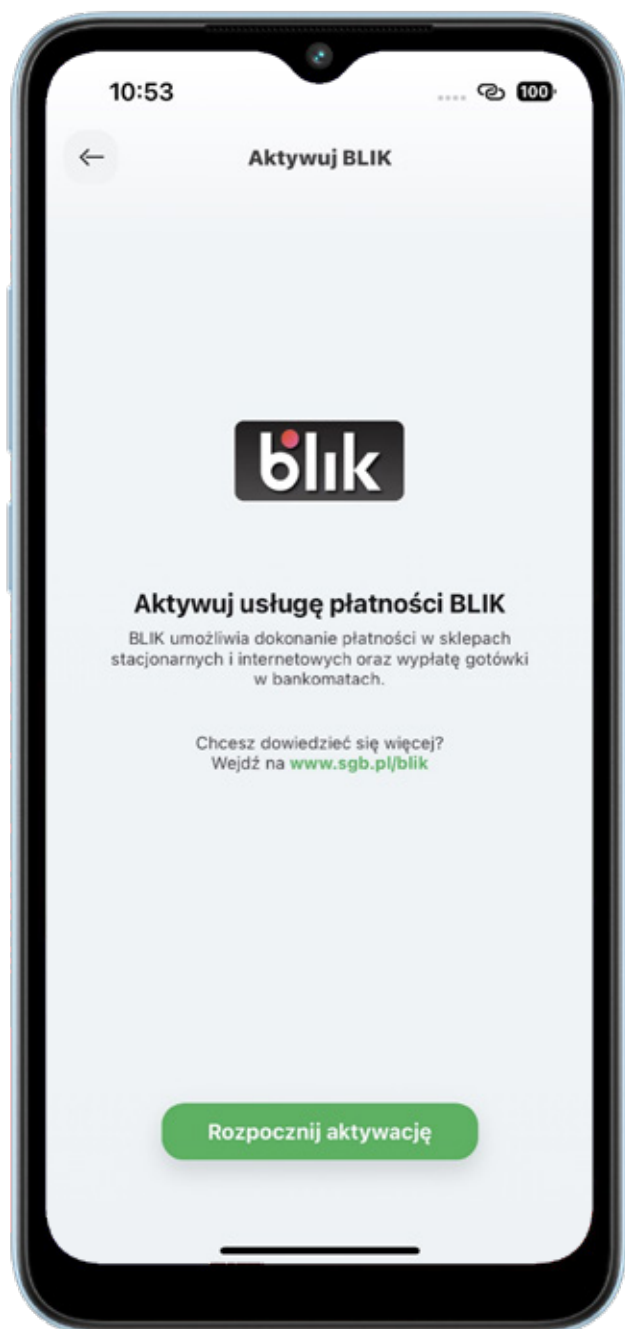 10:53
100
Aktywuj BLIK
blik
Aktywuj usługę płatności BLIK
BLIK umożliwia dokonanie płatności w sklepach
stacjonarnych i internetowych oraz wypłatę gotówki
w bankomatach.
Chcesz dowiedzieć się więcej?
Wejdź na www.sgb.pl/blik
Rozpocznij aktywację